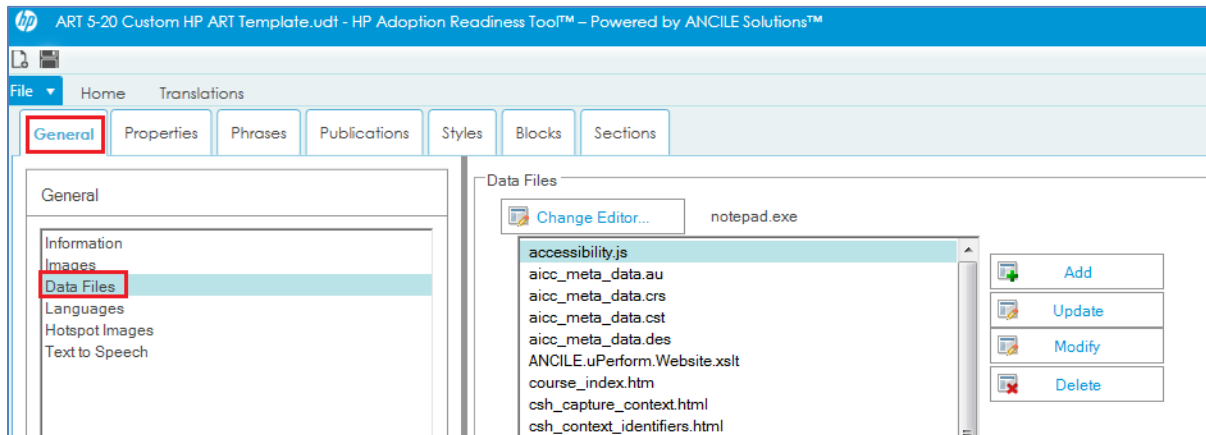 hp ART 5-20 Custom HP ART Template.udt - HP Adoption Readiness Tool™ – Powered by ANCILE Solutions™
File Home Translations
General Properties Phrases Publications Styles Blocks Sections
General
Information
Images
Data Files
Languages
Hotspot Images
Text to Speech
Data Files
Change Editor... notepad.exe
accessibility.js
aicc_meta_data.au
aicc_meta_data.crs
aicc_meta_data.cst
aicc_meta_data.des
ANCILE.uPerform.Website.xslt
course_index.htm
csh_capture_context.html
csh_context_identifiers.html
Add
Update
Modify
Delete